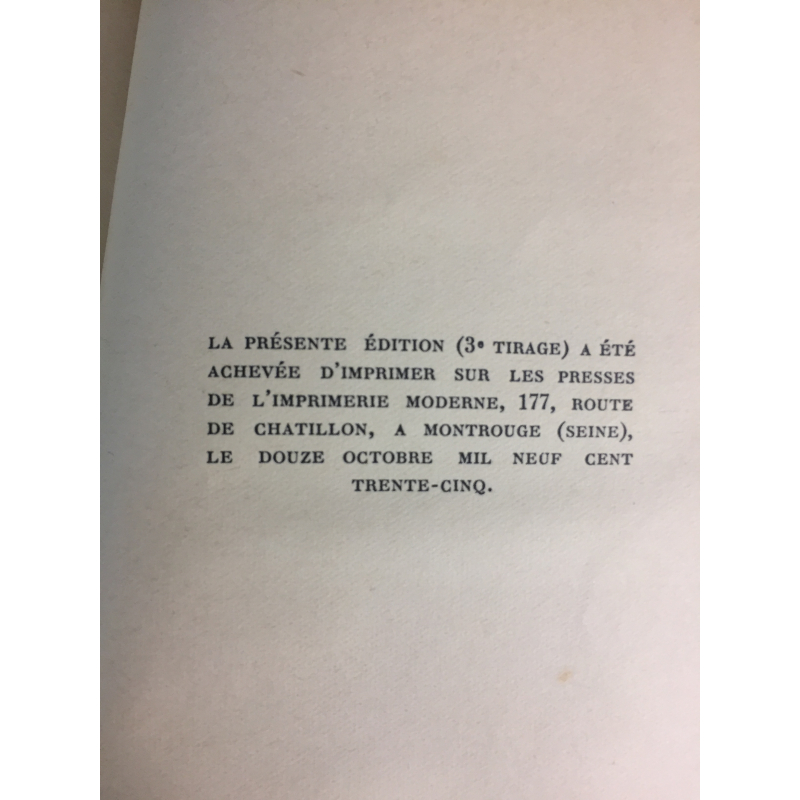 LA PRÉSENTE ÉDITION (3e TIRAGE) A ÉTÉ
ACHEVÉE D'IMPRIMER SUR LES PRESSES
DE L'IMPRIMERIE MODERNE, 177, ROUTE
DE CHATILLON, A MONTROUGE (SEINE),
LE DOUZE OCTOBRE MIL NEUF CENT
TRENTE-CINQ.